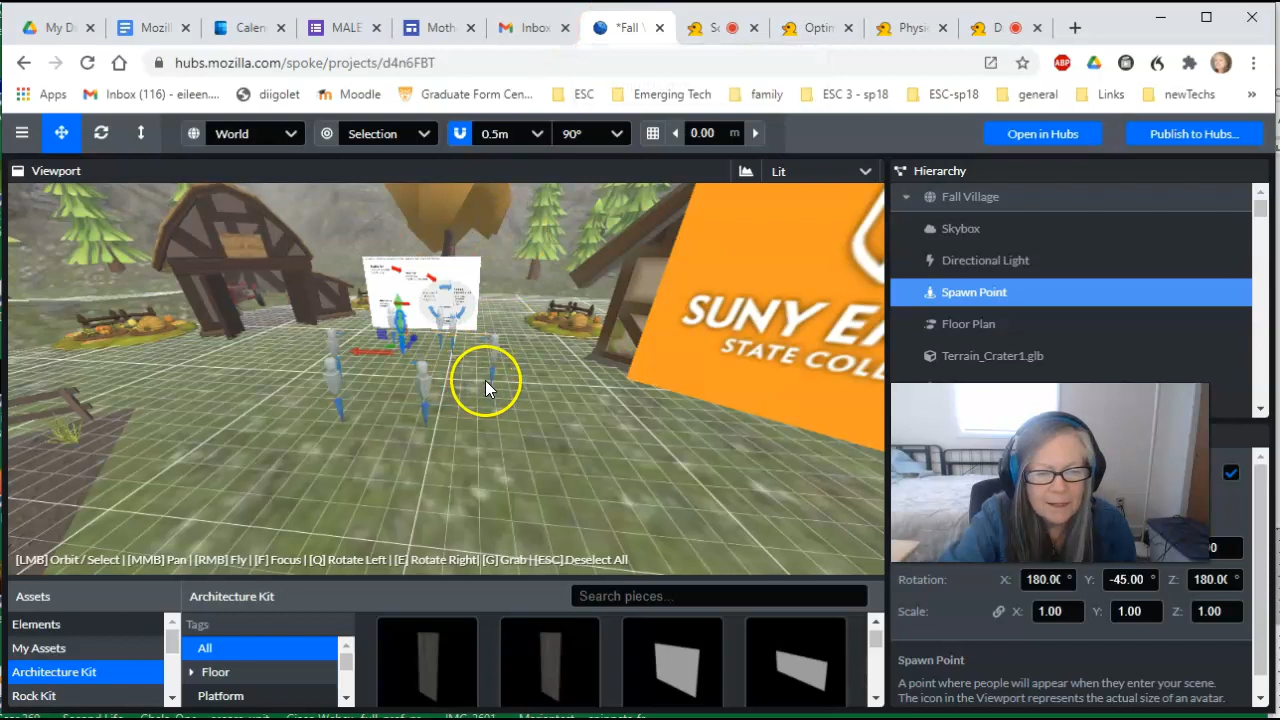 My D
Mozil
Calen
MALE
Moth
Inbox
*Fall V
So
Optim
Physic
D
hubs.mozilla.com/spoke/projects/d4n6FBT
ABP
Apps
Inbox (116) - eileen....
diigolet
Moodle
Graduate Form Cen...
ESC
Emerging Tech
family
ESC 3 - sp18
ESC-sp18
general
Links
newTechs
»
World
Selection
0.5m
90°
0.00 m
Open in Hubs
Publish to Hubs...
Viewport
Lit
Hierarchy
Fall Village
Skybox
Directional Light
Spawn Point
Floor Plan
Terrain_Crater1.glb
SUNY EM
STATE COLL
[LMB] Orbit / Select | [MMB] Pan | [RMB] Fly | [F] Focus | [Q] Rotate Left | [E] Rotate Right | [G] Grab | [ESC] Deselect All
Rotation: X: 180.00 ° Y: -45.00 ° Z: 180.00 °
Scale: X: 1.00 Y: 1.00 Z: 1.00
Assets
Architecture Kit
Search pieces...
Elements
My Assets
Architecture Kit
Rock Kit
Tags
All
Floor
Platform
Spawn Point
A point where people will appear when they enter your scene.
The icon in the Viewport represents the actual size of an avatar.